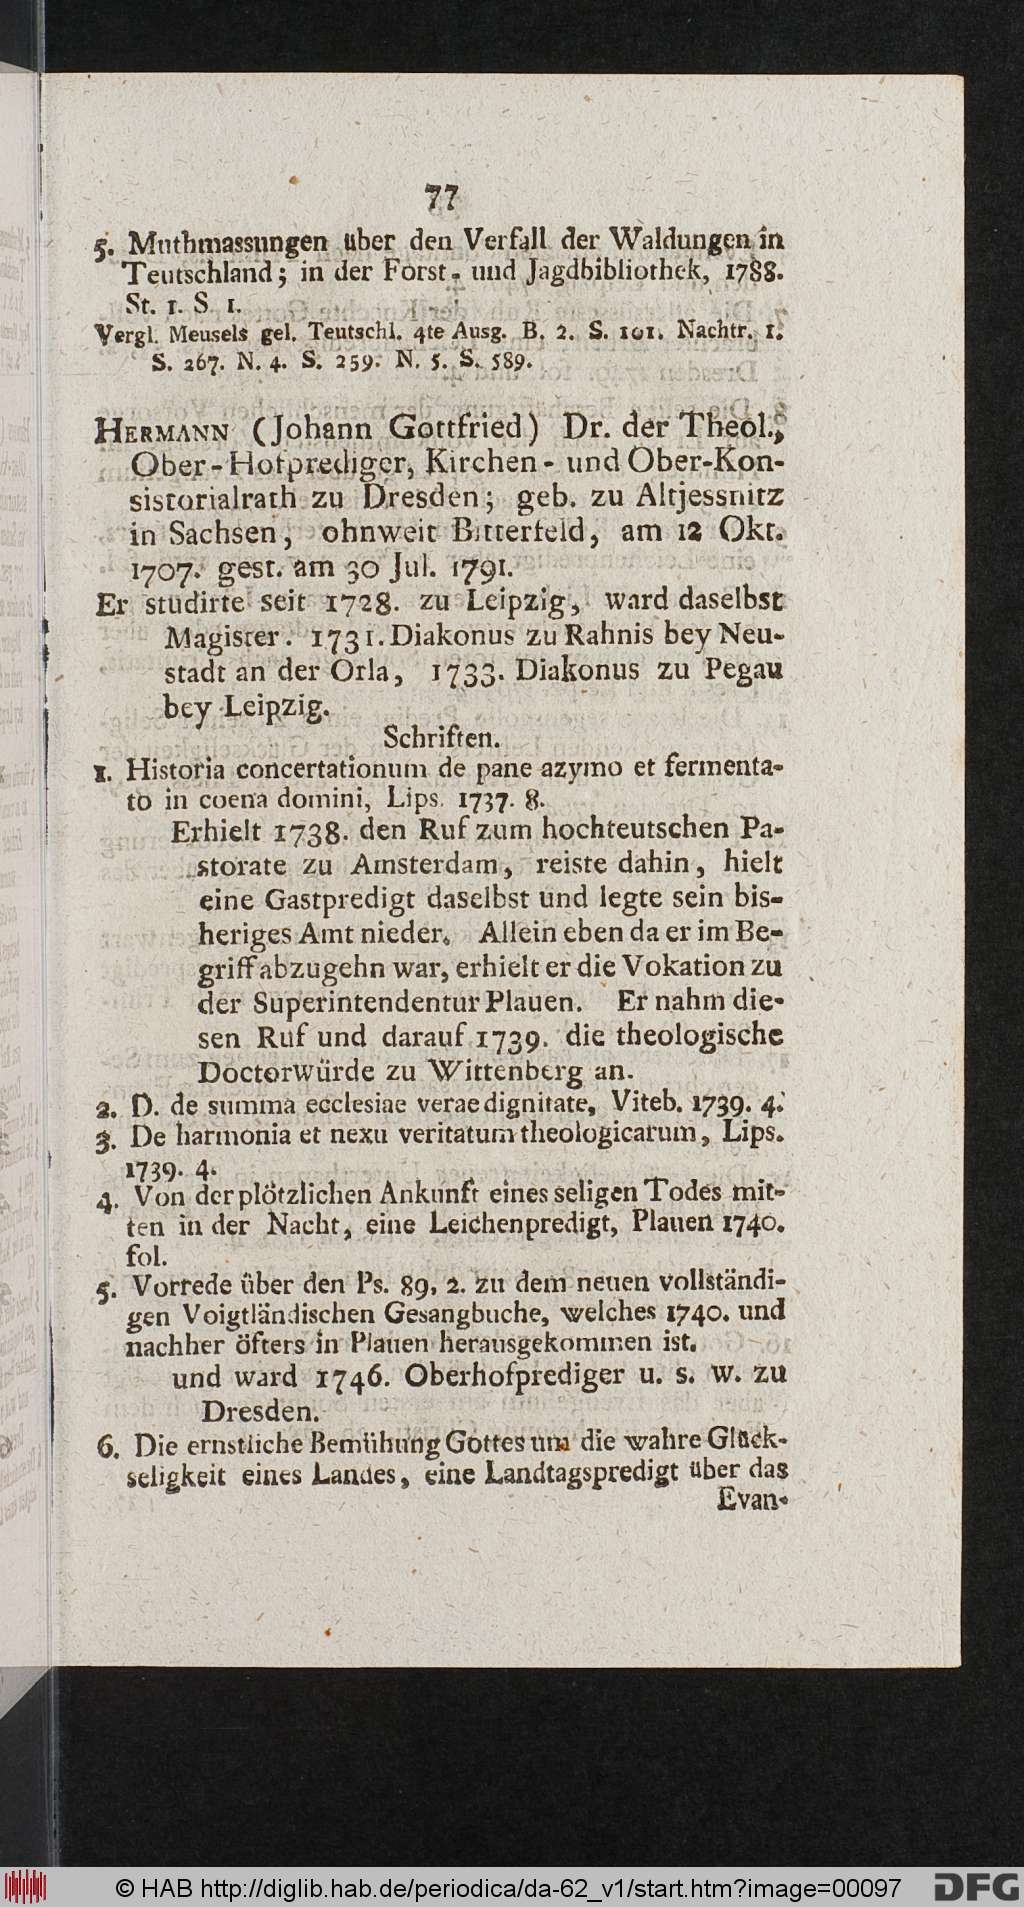 77
5. Muthmassungen über den Verfall der Waldungen in
Teutschland; in der Forst- und Jagdbibliothek, 1788.
St. 1. S. 1.
Vergl. Meusels gel. Teutschl. 4te Ausg. B. 2. S. 101. Nachtr. 1.
S. 267. N. 4. S. 259. N. 5. S. 589.
HERMANN (Johann Gottfried) Dr. der Theol.,
Ober-Hofprediger, Kirchen- und Ober-Kon-
sistorialrath zu Dresden; geb. zu Altjessnitz
in Sachsen, ohnweit Bitterfeld, am 12 Okt.
1707. gest. am 30 Jul. 1791.
Er studirte seit 1728. zu Leipzig, ward daselbst
Magister. 1731. Diakonus zu Rahnis bey Neu-
stadt an der Orla, 1733. Diakonus zu Pegau
bey Leipzig.
Schriften.
1. Historia concertationum de pane azymo et fermenta-
to in coena domini, Lips. 1737. 8.
Erhielt 1738. den Ruf zum hochteutschen Pa-
storate zu Amsterdam, reiste dahin, hielt
eine Gastpredigt daselbst und legte sein bis-
heriges Amt nieder. Allein eben da er im Be-
griff abzugehn war, erhielt er die Vokation zu
der Superintendentur Plauen. Er nahm die-
sen Ruf und darauf 1739. die theologische
Doctorwürde zu Wittenberg an.
2. D. de summa ecclesiae verae dignitate, Viteb. 1739. 4.
3. De harmonia et nexu veritatum theologicarum, Lips.
1739. 4.
4. Von der plötzlichen Ankunft eines seligen Todes mit-
ten in der Nacht, eine Leichenpredigt, Plauen 1740.
fol.
5. Vorrede über den Ps. 89, 2. zu dem neuen vollständi-
gen Voigtländischen Gesangbuche, welches 1740. und
nachher öfters in Plauen herausgekommen ist.
und ward 1746. Oberhofprediger u. s. w. zu
Dresden.
6. Die ernstliche Bemühung Gottes um die wahre Glück-
seligkeit eines Landes, eine Landtagspredigt über das
Evan-
© HAB http://diglib.hab.de/periodica/da-62_v1/start.htm?image=00097
DFG